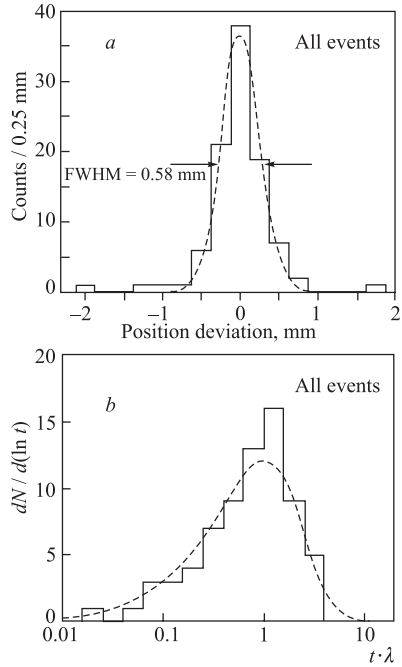 40
a
All events
30
Counts / 0.25 mm
20
FWHM = 0.58 mm
10
0
−2
−1
0
1
2
Position deviation, mm
20
b
All events
15
dN / d(ln t)
10
5
0
0.01
0.1
1
10
t·λ